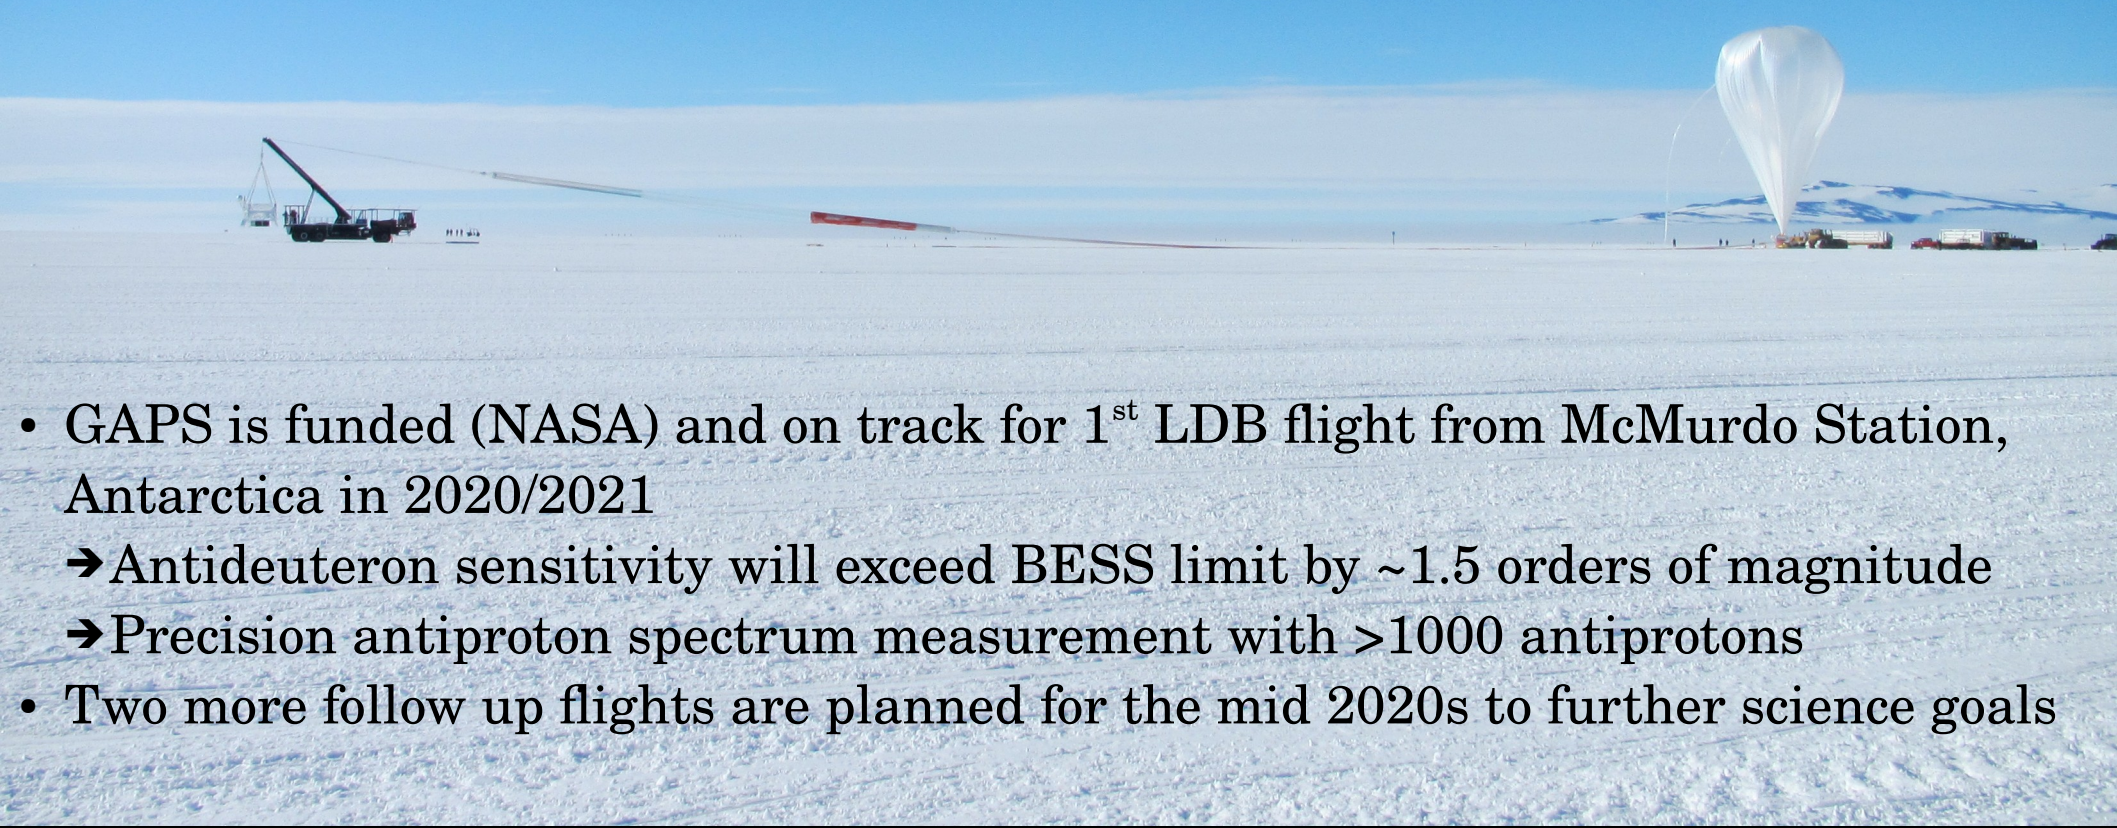 • GAPS is funded (NASA) and on track for 1st LDB flight from McMurdo Station,
Antarctica in 2020/2021
➔Antideuteron sensitivity will exceed BESS limit by ~1.5 orders of magnitude
➔Precision antiproton spectrum measurement with >1000 antiprotons
• Two more follow up flights are planned for the mid 2020s to further science goals